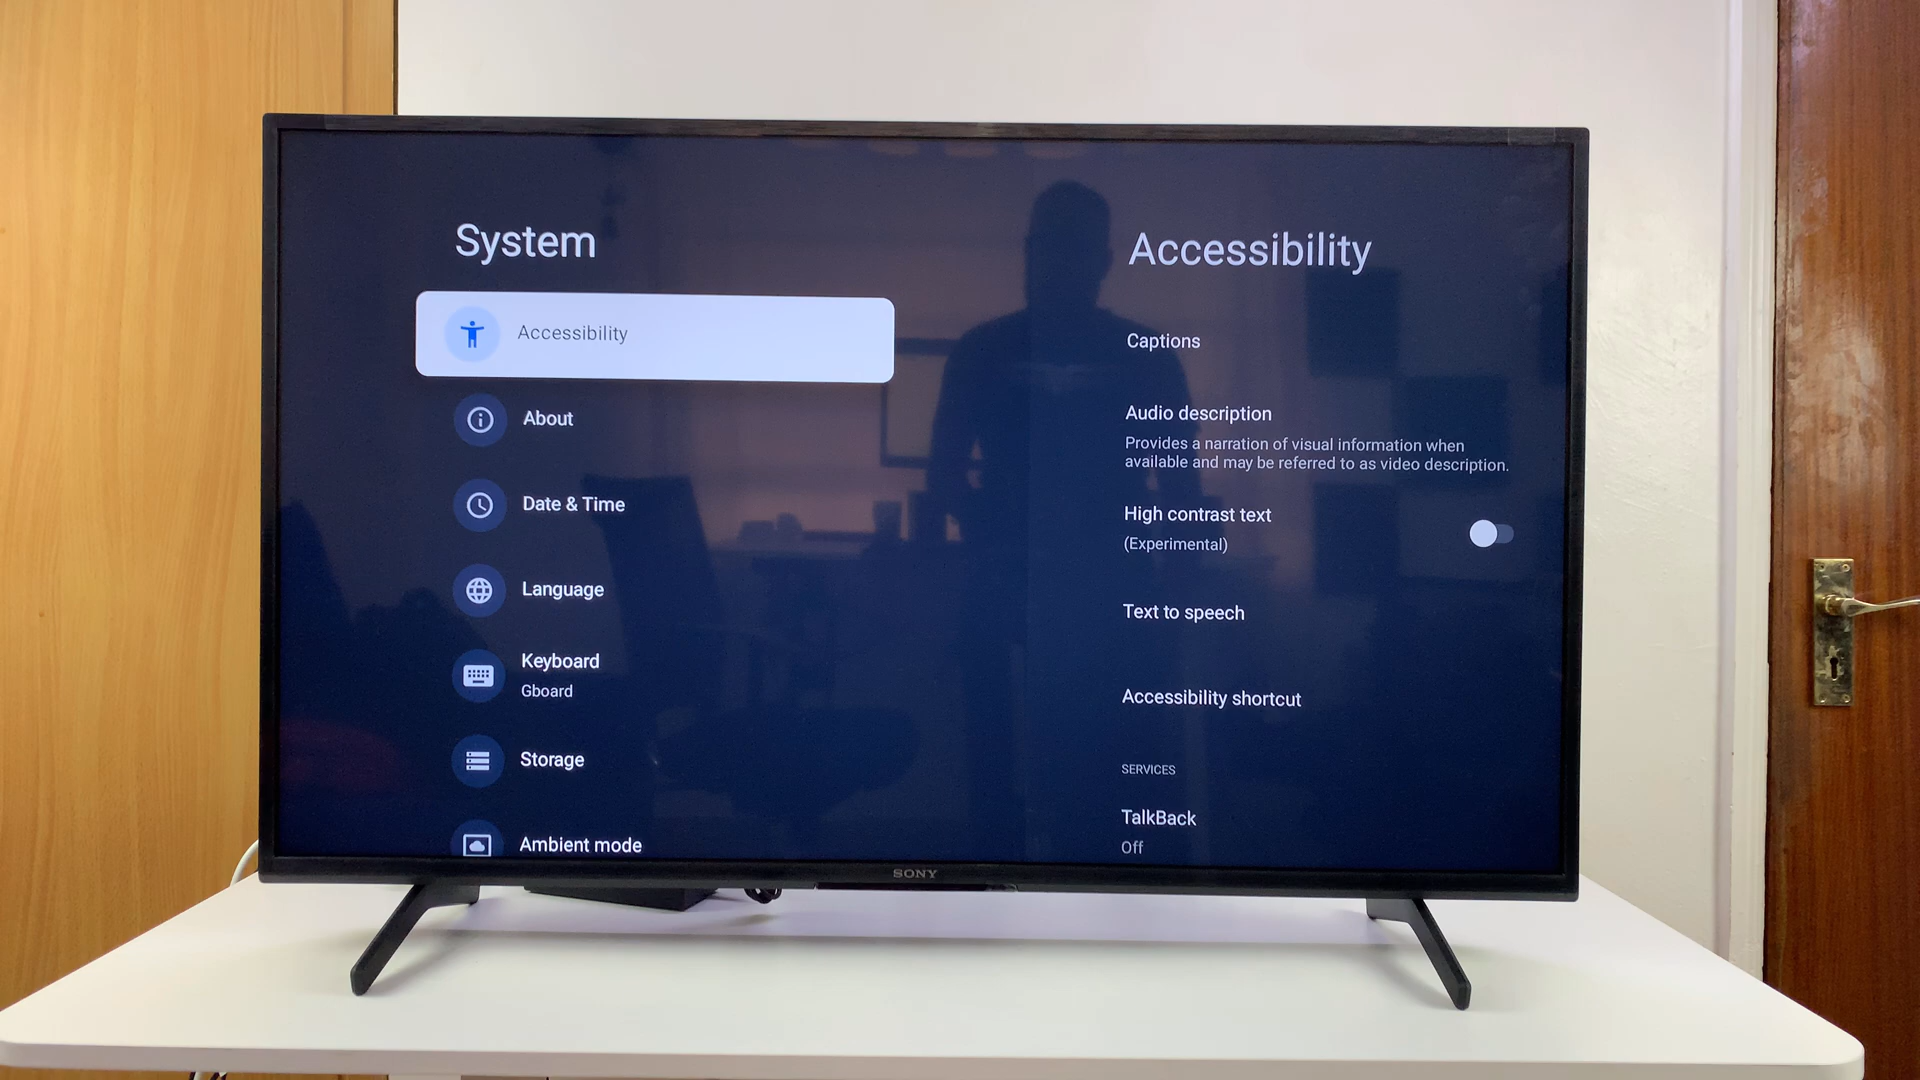 System
Accessibility
About
Date & Time
Language
Keyboard
Gboard
Storage
Ambient mode
Accessibility
Captions
Audio description
Provides a narration of visual information when
available and may be referred to as video description.
High contrast text
(Experimental)
Text to speech
Accessibility shortcut
SERVICES
TalkBack
Off
SONY